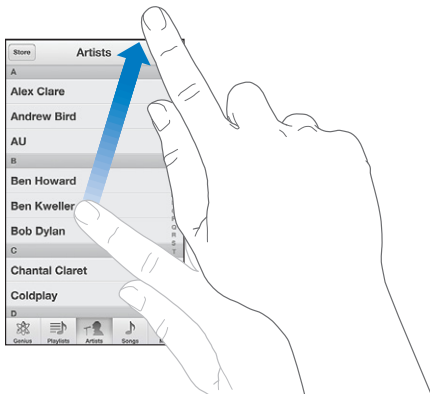 Store
Artists
A
Alex Clare
Andrew Bird
AU
B
Ben Howard
Ben Kweller
Bob Dylan
Q
R
S
T
C
Chantal Claret
Coldplay
D
Genius Playlists Artists Songs